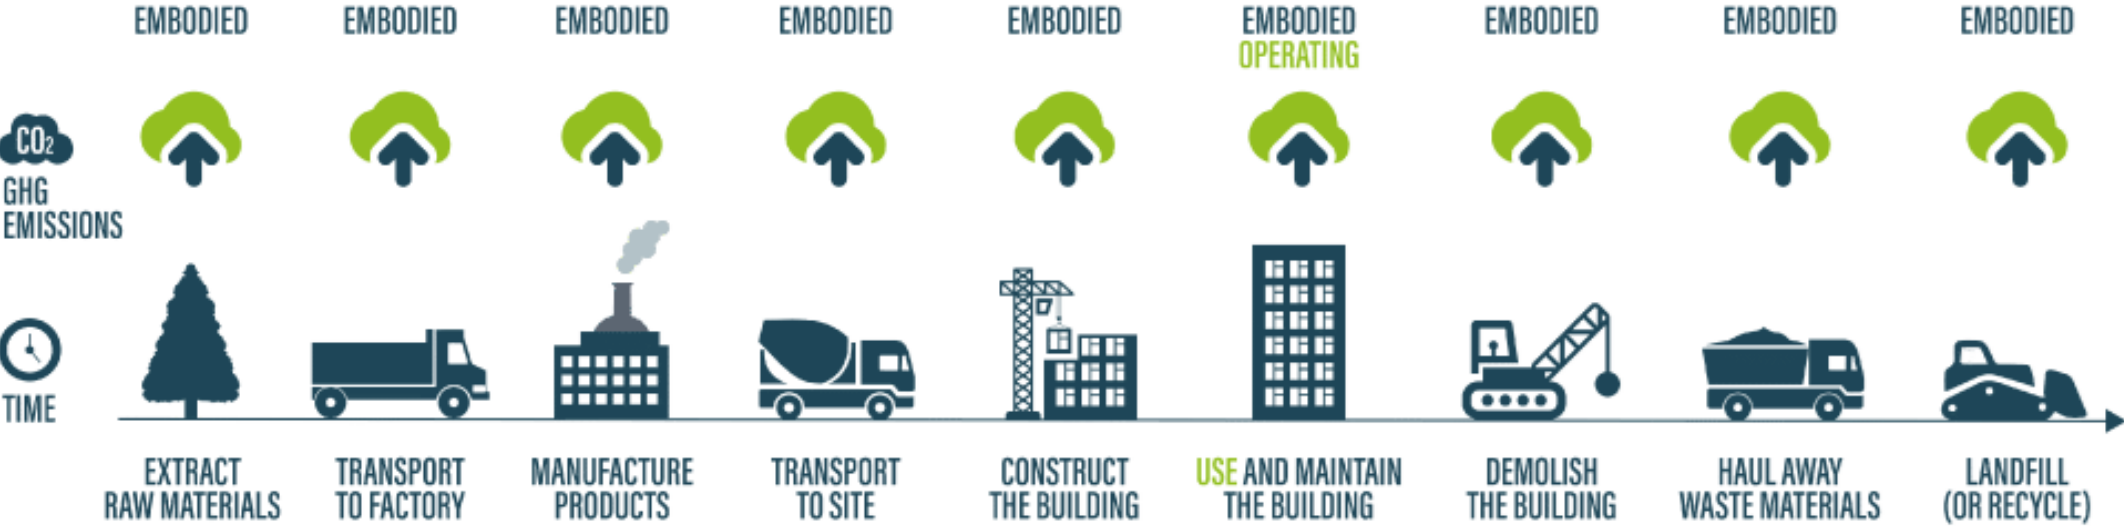 EMBODIED
EMBODIED
EMBODIED
EMBODIED
EMBODIED
EMBODIED
OPERATING
EMBODIED
EMBODIED
EMBODIED
CO₂
GHG
EMISSIONS
TIME
EXTRACT
RAW MATERIALS
TRANSPORT
TO FACTORY
MANUFACTURE
PRODUCTS
TRANSPORT
TO SITE
CONSTRUCT
THE BUILDING
USE AND MAINTAIN
THE BUILDING
DEMOLISH
THE BUILDING
HAUL AWAY
WASTE MATERIALS
LANDFILL
(OR RECYCLE)